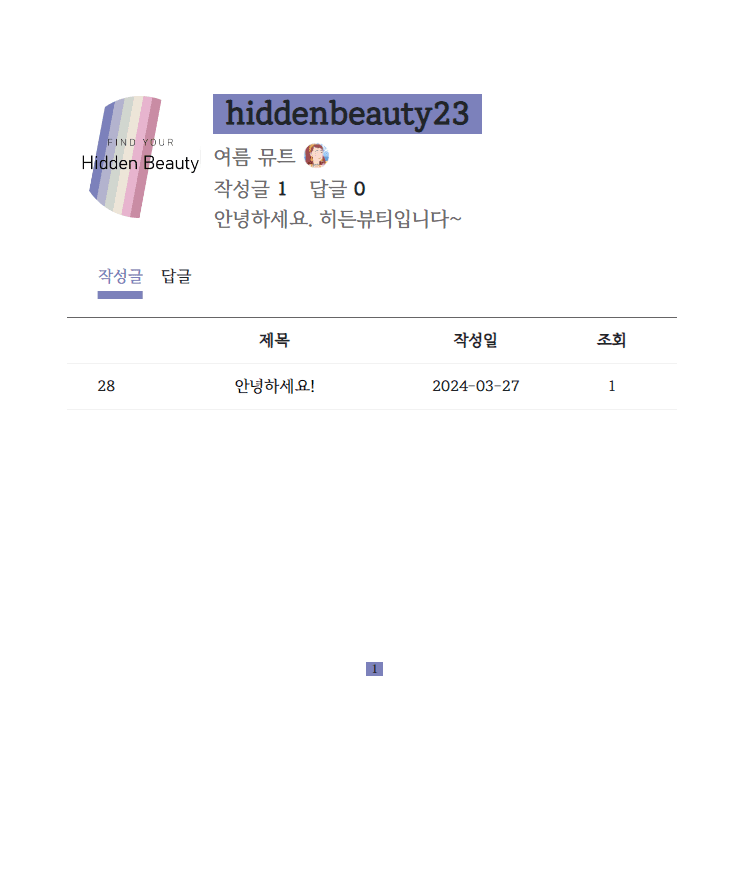 FIND YOUR
Hidden Beauty
hiddenbeauty23
여름 뮤트
작성글 1 답글 0
안녕하세요. 히든뷰티입니다~
작성글 답글
제목 작성일 조회
28 안녕하세요! 2024-03-27 1
1